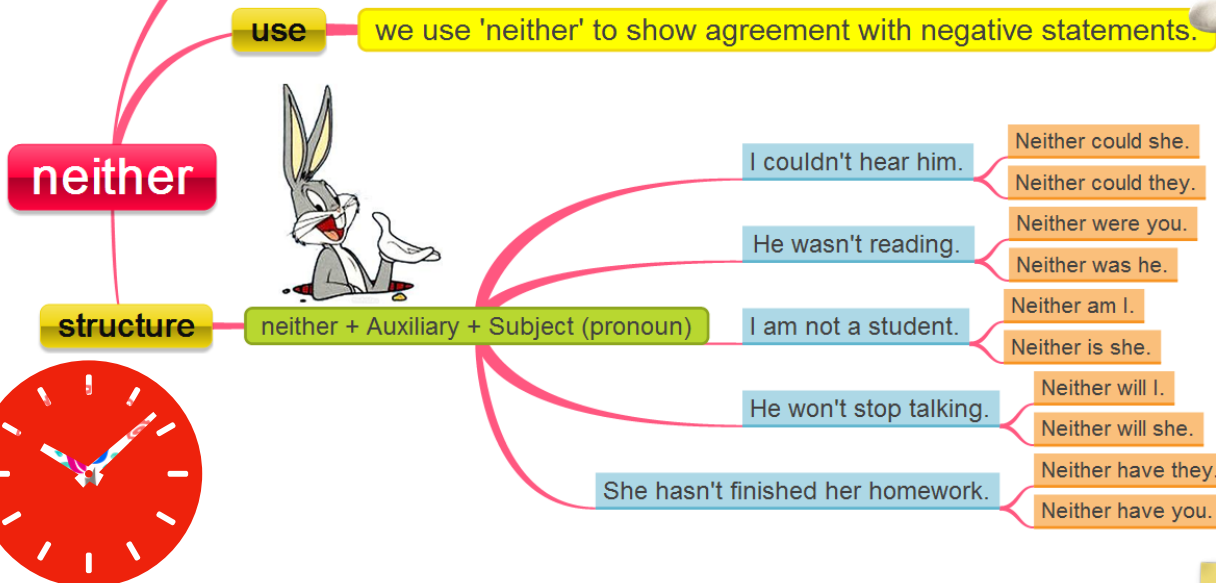 use
we use 'neither' to show agreement with negative statements.
neither
structure
neither + Auxiliary + Subject (pronoun)
I couldn't hear him.
Neither could she.
Neither could they.
He wasn't reading.
Neither were you.
Neither was he.
I am not a student.
Neither am I.
Neither is she.
He won't stop talking.
Neither will I.
Neither will she.
She hasn't finished her homework.
Neither have they.
Neither have you.